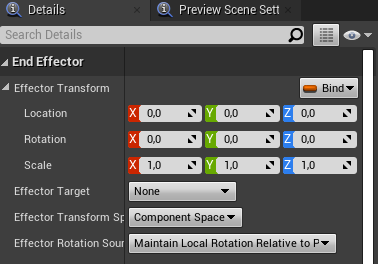 Details
Preview Scene Sett
Search Details
End Effector
Effector Transform
Bind
Location X 0,0 Y 0,0 Z 0,0
Rotation X 0,0 Y 0,0 Z 0,0
Scale X 1,0 Y 1,0 Z 1,0
Effector Target None
Effector Transform Sp Component Space
Effector Rotation Sour Maintain Local Rotation Relative to P